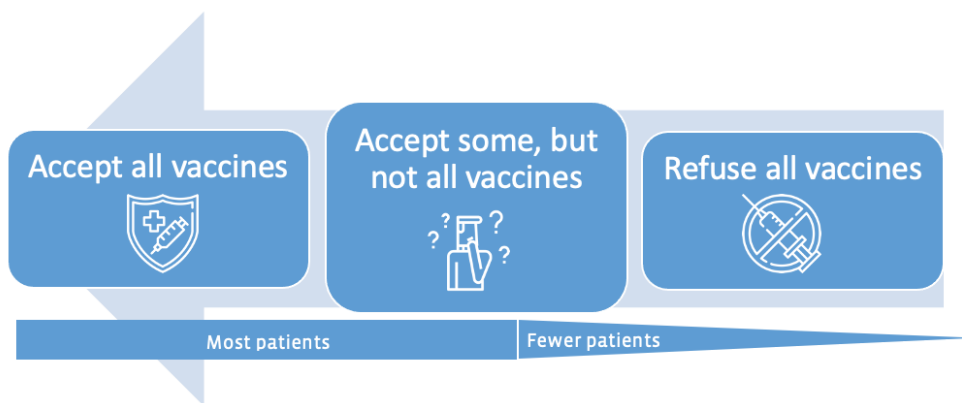 Accept all vaccines
Accept some, but
not all vaccines
? ?
? ?
Refuse all vaccines
Most patients
Fewer patients